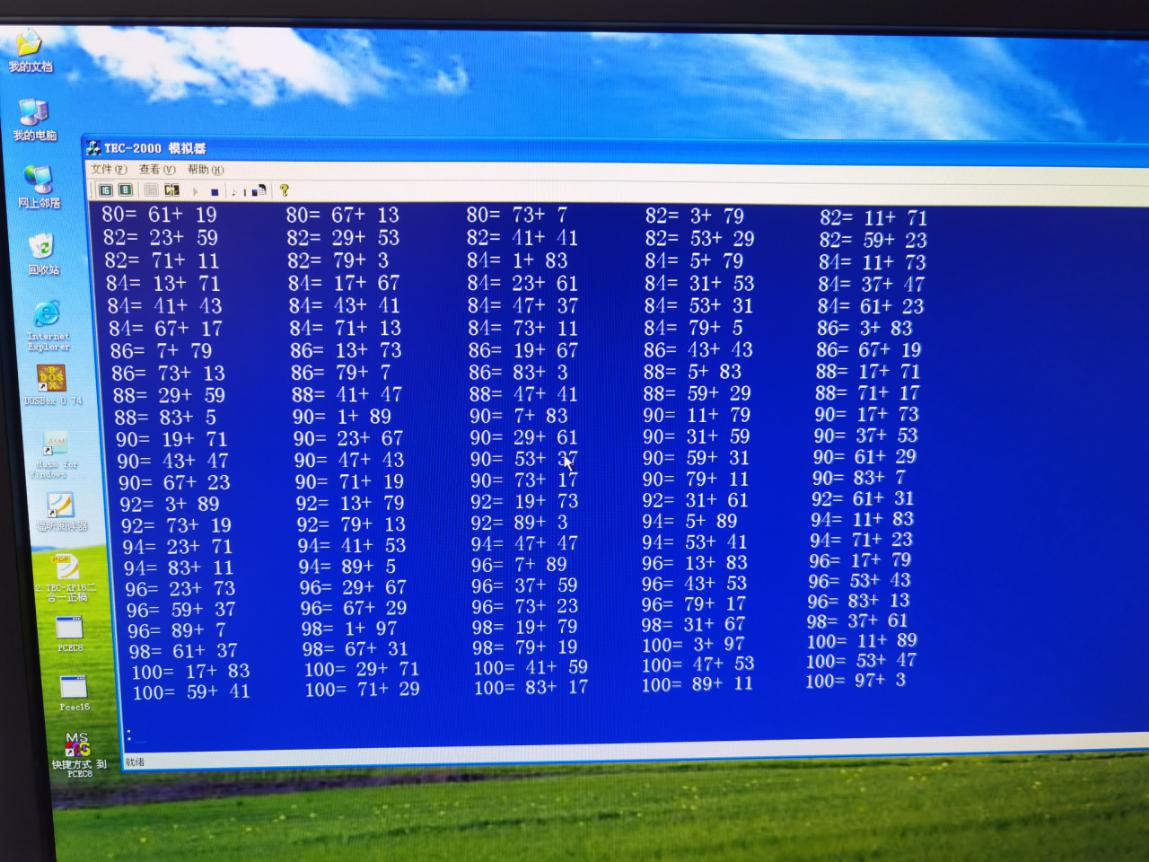 我的文档
我的电脑
网上邻居
回收站
Internet
Explorer
DOSBox 0.74
Windows
2.TEC-XP16二
合一正稿
PCEC8
Pcec16
快捷方式 到
PCEC8
TEC-2000 模拟器
文件(F) 查看(V) 帮助(H)
80= 61+ 19 80= 67+ 13 80= 73+ 7 82= 3+ 79 82= 11+ 71
82= 23+ 59 82= 29+ 53 82= 41+ 41 82= 53+ 29 82= 59+ 23
82= 71+ 11 82= 79+ 3 84= 1+ 83 84= 5+ 79 84= 11+ 73
84= 13+ 71 84= 17+ 67 84= 23+ 61 84= 31+ 53 84= 37+ 47
84= 41+ 43 84= 43+ 41 84= 47+ 37 84= 53+ 31 84= 61+ 23
84= 67+ 17 84= 71+ 13 84= 73+ 11 84= 79+ 5 86= 3+ 83
86= 7+ 79 86= 13+ 73 86= 19+ 67 86= 43+ 43 86= 67+ 19
86= 73+ 13 86= 79+ 7 86= 83+ 3 88= 5+ 83 88= 17+ 71
88= 29+ 59 88= 41+ 47 88= 47+ 41 88= 59+ 29 88= 71+ 17
88= 83+ 5 90= 1+ 89 90= 7+ 83 90= 11+ 79 90= 17+ 73
90= 19+ 71 90= 23+ 67 90= 29+ 61 90= 31+ 59 90= 37+ 53
90= 43+ 47 90= 47+ 43 90= 53+ 37 90= 59+ 31 90= 61+ 29
90= 67+ 23 90= 71+ 19 90= 73+ 17 90= 79+ 11 90= 83+ 7
92= 3+ 89 92= 13+ 79 92= 19+ 73 92= 31+ 61 92= 61+ 31
92= 73+ 19 92= 79+ 13 92= 89+ 3 94= 5+ 89 94= 11+ 83
94= 23+ 71 94= 41+ 53 94= 47+ 47 94= 53+ 41 94= 71+ 23
94= 83+ 11 94= 89+ 5 96= 7+ 89 96= 13+ 83 96= 17+ 79
96= 23+ 73 96= 29+ 67 96= 37+ 59 96= 43+ 53 96= 53+ 43
96= 59+ 37 96= 67+ 29 96= 73+ 23 96= 79+ 17 96= 83+ 13
96= 89+ 7 98= 1+ 97 98= 19+ 79 98= 31+ 67 98= 37+ 61
98= 61+ 37 98= 67+ 31 98= 79+ 19 100= 3+ 97 100= 11+ 89
100= 17+ 83 100= 29+ 71 100= 41+ 59 100= 47+ 53 100= 53+ 47
100= 59+ 41 100= 71+ 29 100= 83+ 17 100= 89+ 11 100= 97+ 3
:_
就绪